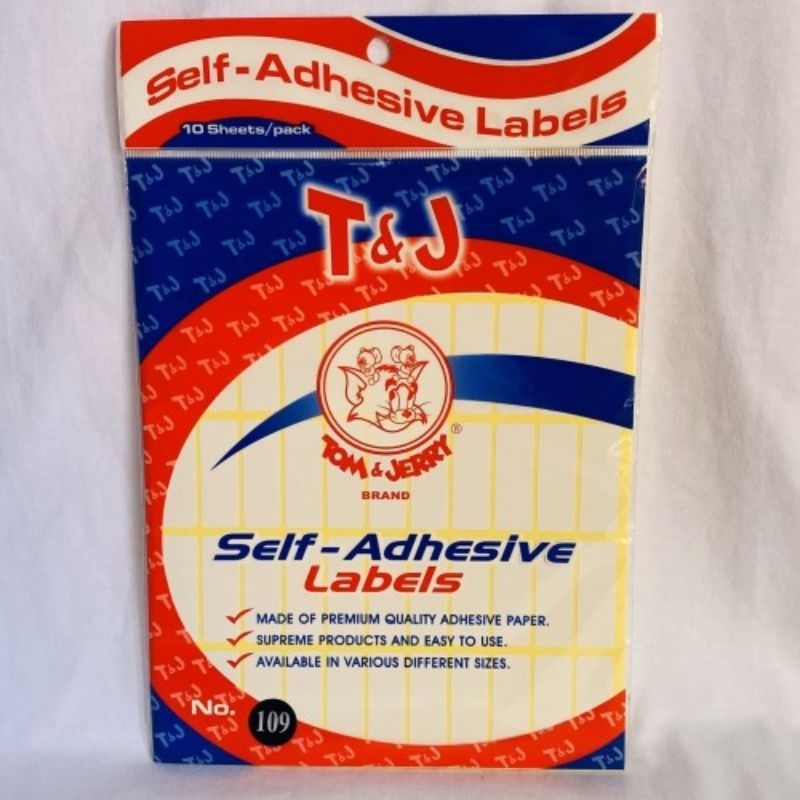 Self-Adhesive Labels
10 Sheets/pack
T&J
TOM & JERRY®
BRAND
Self-Adhesive
Labels
MADE OF PREMIUM QUALITY ADHESIVE PAPER.
SUPREME PRODUCTS AND EASY TO USE.
AVAILABLE IN VARIOUS DIFFERENT SIZES.
No. 109